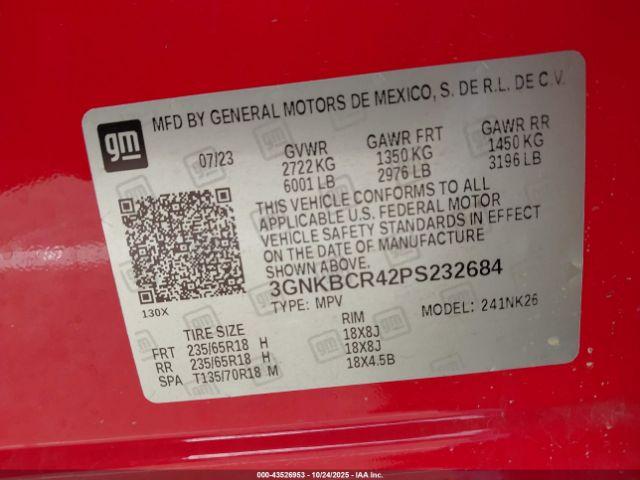 gm
MFD BY GENERAL MOTORS DE MEXICO, S. DE R.L. DE C.V.
07/23 GVWR GAWR FRT GAWR RR
2722 KG 1350 KG 1450 KG
6001 LB 2976 LB 3196 LB
THIS VEHICLE CONFORMS TO ALL
APPLICABLE U.S. FEDERAL MOTOR
VEHICLE SAFETY STANDARDS IN EFFECT
ON THE DATE OF MANUFACTURE
SHOWN ABOVE.
3GNKBCR42PS232684
TYPE: MPV MODEL: 241NK26
130X
TIRE SIZE RIM
FRT 235/65R18 H 18X8J
RR 235/65R18 H 18X8J
SPA T135/70R18 M 18X4.5B
000-43526953 - 10/24/2025 - IAA Inc.